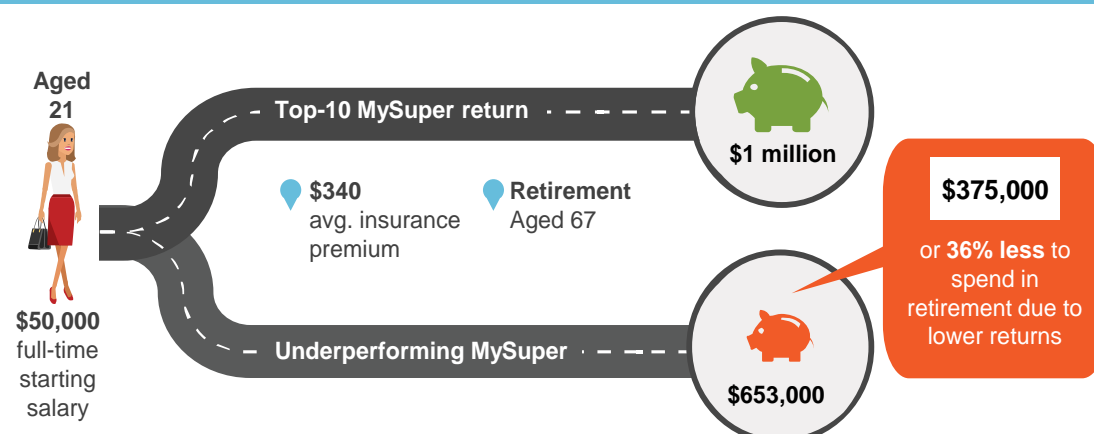 Aged
21
$50,000
full-time
starting
salary
Top-10 MySuper return
$340
avg. insurance
premium
Retirement
Aged 67
Underperforming MySuper
$1 million
$653,000
$375,000
or 36% less to
spend in
retirement due to
lower returns